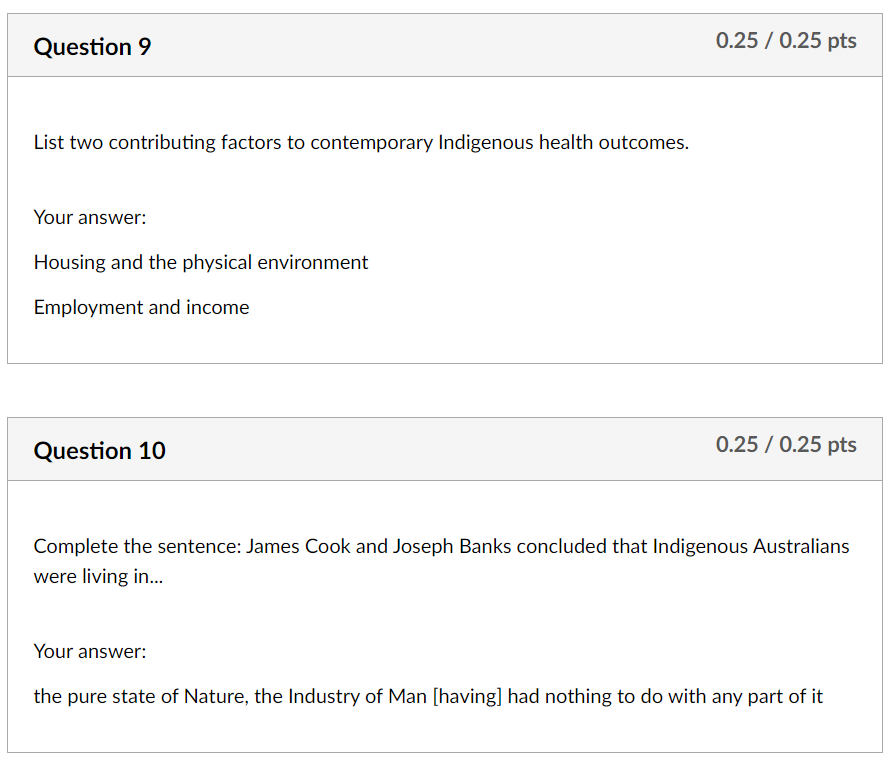 Question 9
0.25 / 0.25 pts
List two contributing factors to contemporary Indigenous health outcomes.
Your answer:
Housing and the physical environment
Employment and income
Question 10
0.25 / 0.25 pts
Complete the sentence: James Cook and Joseph Banks concluded that Indigenous Australians
were living in...
Your answer:
the pure state of Nature, the Industry of Man [having] had nothing to do with any part of it